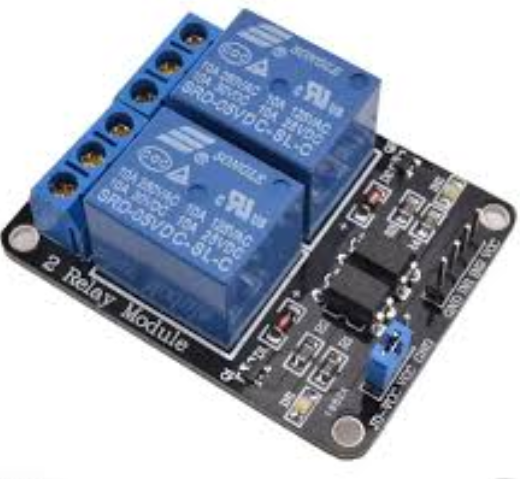 SONGLE
10A 250VAC 10A 125VAC
10A 30VDC 10A 28VDC
SRD-05VDC-SL-C
SONGLE
10A 250VAC 10A 125VAC
10A 30VDC 10A 28VDC
SRD-05VDC-SL-C
2 Relay Module
GND IN1 IN2 VCC
JD-VCC VCC GND